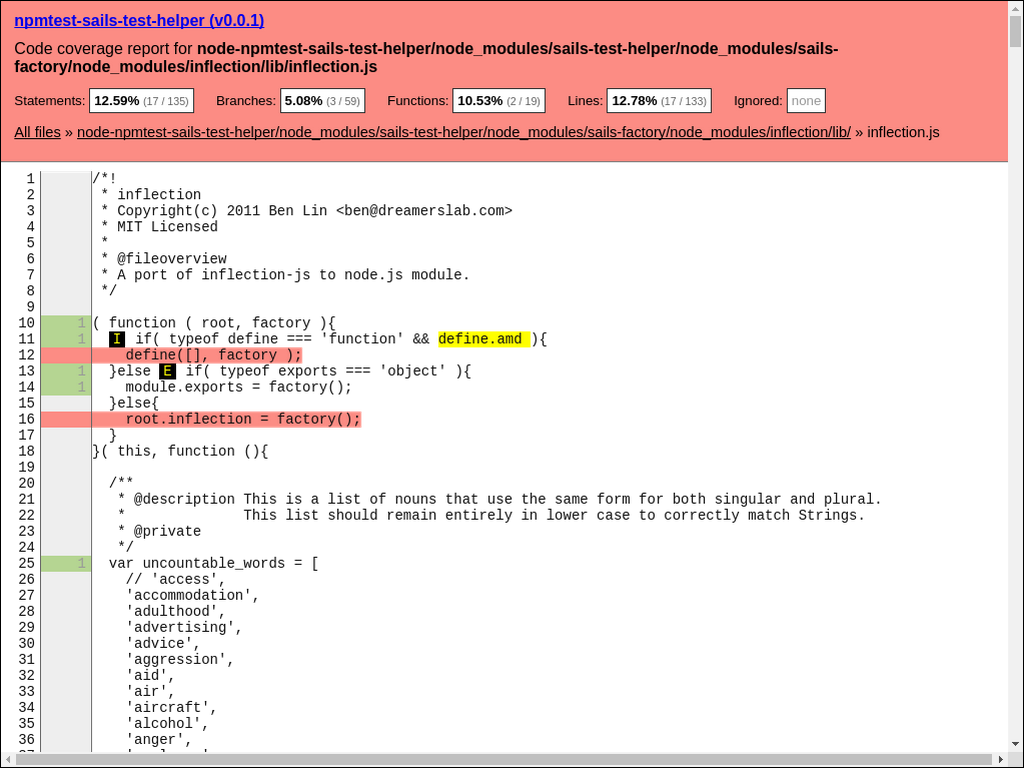 npmtest-sails-test-helper (v0.0.1)
Code coverage report for node-npmtest-sails-test-helper/node_modules/sails-test-helper/node_modules/sails-
factory/node_modules/inflection/lib/inflection.js
Statements: 12.59% (17 / 135) Branches: 5.08% (3 / 59) Functions: 10.53% (2 / 19) Lines: 12.78% (17 / 133) Ignored: none
All files » node-npmtest-sails-test-helper/node_modules/sails-test-helper/node_modules/sails-factory/node_modules/inflection/lib/ » inflection.js
1 /*!
2  * inflection
3  * Copyright(c) 2011 Ben Lin <ben@dreamerslab.com>
4  * MIT Licensed
5  *
6  * @fileoverview
7  * A port of inflection-js to node.js module.
8  */
9
10 1 ( function ( root, factory ){
11 1   I if( typeof define === 'function' && define.amd ){
12     define([], factory );
13 1   }else E if( typeof exports === 'object' ){
14 1     module.exports = factory();
15   }else{
16     root.inflection = factory();
17   }
18 }( this, function (){
19
20   /**
21    * @description This is a list of nouns that use the same form for both singular and plural.
22    *              This list should remain entirely in lower case to correctly match Strings.
23    * @private
24    */
25 1   var uncountable_words = [
26     // 'access',
27     'accommodation',
28     'adulthood',
29     'advertising',
30     'advice',
31     'aggression',
32     'aid',
33     'air',
34     'aircraft',
35     'alcohol',
36     'anger',